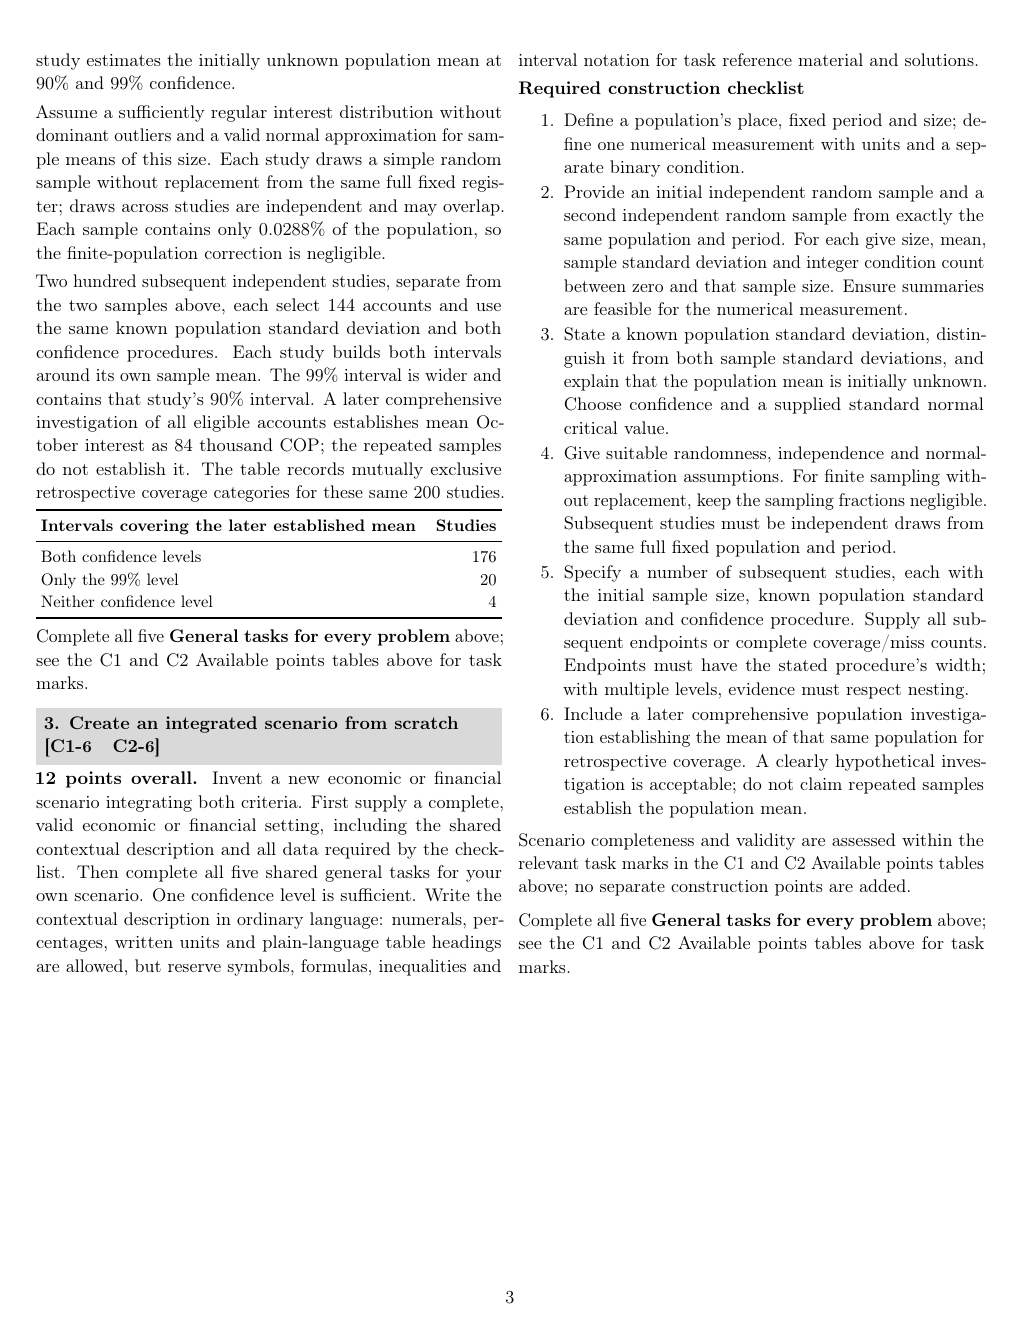 study estimates the initially unknown population mean at
90% and 99% confidence.
Assume a sufficiently regular interest distribution without
dominant outliers and a valid normal approximation for sam-
ple means of this size. Each study draws a simple random
sample without replacement from the same full fixed regis-
ter; draws across studies are independent and may overlap.
Each sample contains only 0.0288% of the population, so
the finite-population correction is negligible.
Two hundred subsequent independent studies, separate from
the two samples above, each select 144 accounts and use
the same known population standard deviation and both
confidence procedures. Each study builds both intervals
around its own sample mean. The 99% interval is wider and
contains that study's 90% interval. A later comprehensive
investigation of all eligible accounts establishes mean Oc-
tober interest as 84 thousand COP; the repeated samples
do not establish it. The table records mutually exclusive
retrospective coverage categories for these same 200 studies.
Intervals covering the later established mean Studies
Both confidence levels 176
Only the 99% level 20
Neither confidence level 4
Complete all five General tasks for every problem above;
see the C1 and C2 Available points tables above for task
marks.
3. Create an integrated scenario from scratch
[C1-6 C2-6]
12 points overall. Invent a new economic or financial
scenario integrating both criteria. First supply a complete,
valid economic or financial setting, including the shared
contextual description and all data required by the check-
list. Then complete all five shared general tasks for your
own scenario. One confidence level is sufficient. Write the
contextual description in ordinary language: numerals, per-
centages, written units and plain-language table headings
are allowed, but reserve symbols, formulas, inequalities and
interval notation for task reference material and solutions.
Required construction checklist
1. Define a population's place, fixed period and size; de-
fine one numerical measurement with units and a sep-
arate binary condition.
2. Provide an initial independent random sample and a
second independent random sample from exactly the
same population and period. For each give size, mean,
sample standard deviation and integer condition count
between zero and that sample size. Ensure summaries
are feasible for the numerical measurement.
3. State a known population standard deviation, distin-
guish it from both sample standard deviations, and
explain that the population mean is initially unknown.
Choose confidence and a supplied standard normal
critical value.
4. Give suitable randomness, independence and normal-
approximation assumptions. For finite sampling with-
out replacement, keep the sampling fractions negligible.
Subsequent studies must be independent draws from
the same full fixed population and period.
5. Specify a number of subsequent studies, each with
the initial sample size, known population standard
deviation and confidence procedure. Supply all sub-
sequent endpoints or complete coverage/miss counts.
Endpoints must have the stated procedure's width;
with multiple levels, evidence must respect nesting.
6. Include a later comprehensive population investiga-
tion establishing the mean of that same population for
retrospective coverage. A clearly hypothetical inves-
tigation is acceptable; do not claim repeated samples
establish the population mean.
Scenario completeness and validity are assessed within the
relevant task marks in the C1 and C2 Available points tables
above; no separate construction points are added.
Complete all five General tasks for every problem above;
see the C1 and C2 Available points tables above for task
marks.
3